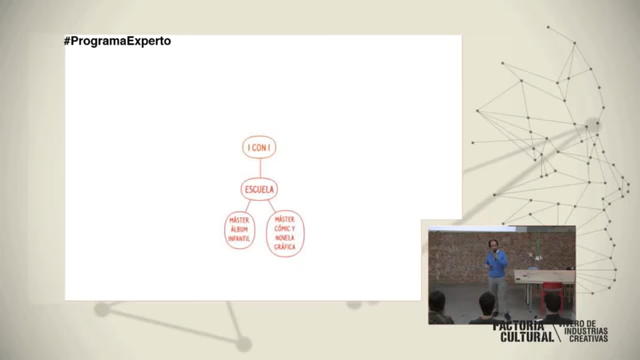 #ProgramaExperto
I CON I
ESCUELA
MÁSTER
ÁLBUM
INFANTIL
MÁSTER
CÓMIC Y
NOVELA
GRÁFICA
FACTORÍA
CULTURAL
VIVERO DE
INDUSTRIAS
CREATIVAS